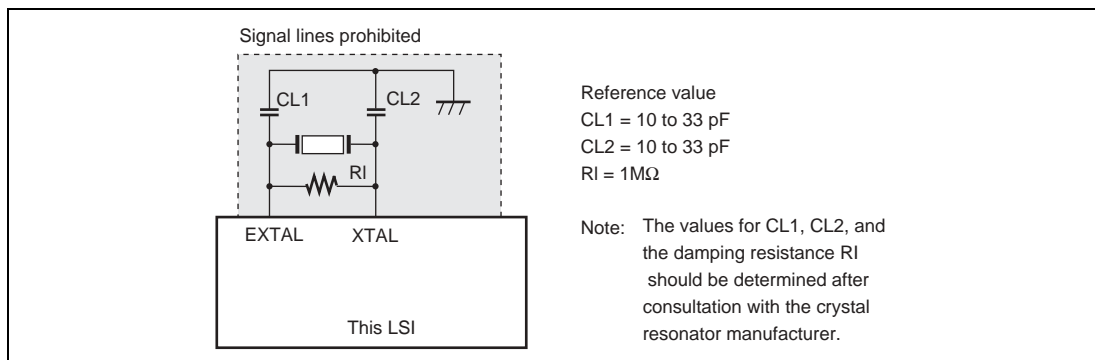 Signal lines prohibited
CL1
CL2
RI
EXTAL
XTAL
This LSI
Reference value
CL1 = 10 to 33 pF
CL2 = 10 to 33 pF
RI = 1MΩ
Note: The values for CL1, CL2, and
the damping resistance RI
should be determined after
consultation with the crystal
resonator manufacturer.